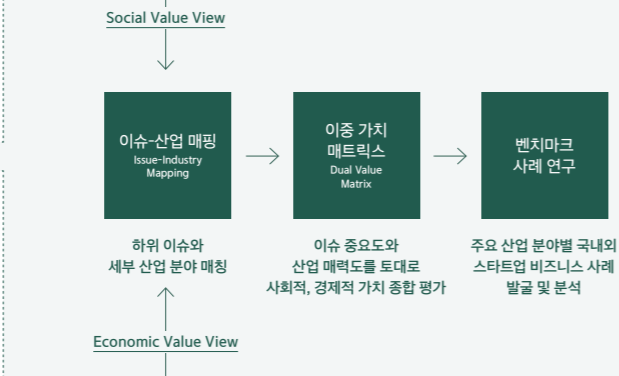 Social Value View
이슈-산업 매핑
Issue-Industry
Mapping
이중 가치
매트릭스
Dual Value
Matrix
벤치마크
사례 연구
하위 이슈와
세부 산업 분야 매칭
이슈 중요도와
산업 매력도를 토대로
사회적, 경제적 가치 종합 평가
주요 산업 분야별 국내외
스타트업 비즈니스 사례
발굴 및 분석
Economic Value View